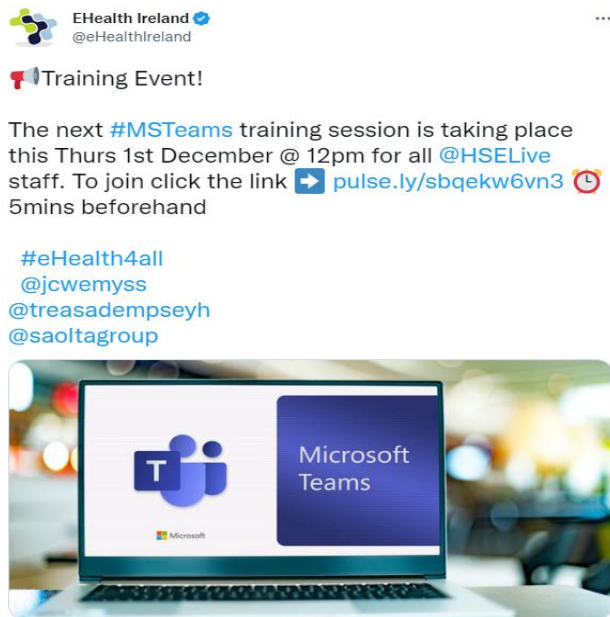 EHealth Ireland
@eHealthIreland
Training Event!
The next #MSTeams training session is taking place
this Thurs 1st December @ 12pm for all @HSELive
staff. To join click the link ➡️ pulse.ly/sbqekw6vn3 ⏰
5mins beforehand
#eHealth4all
@jcwemyss
@treasadempseyh
@saoltagroup
T
Microsoft
Teams
Microsoft